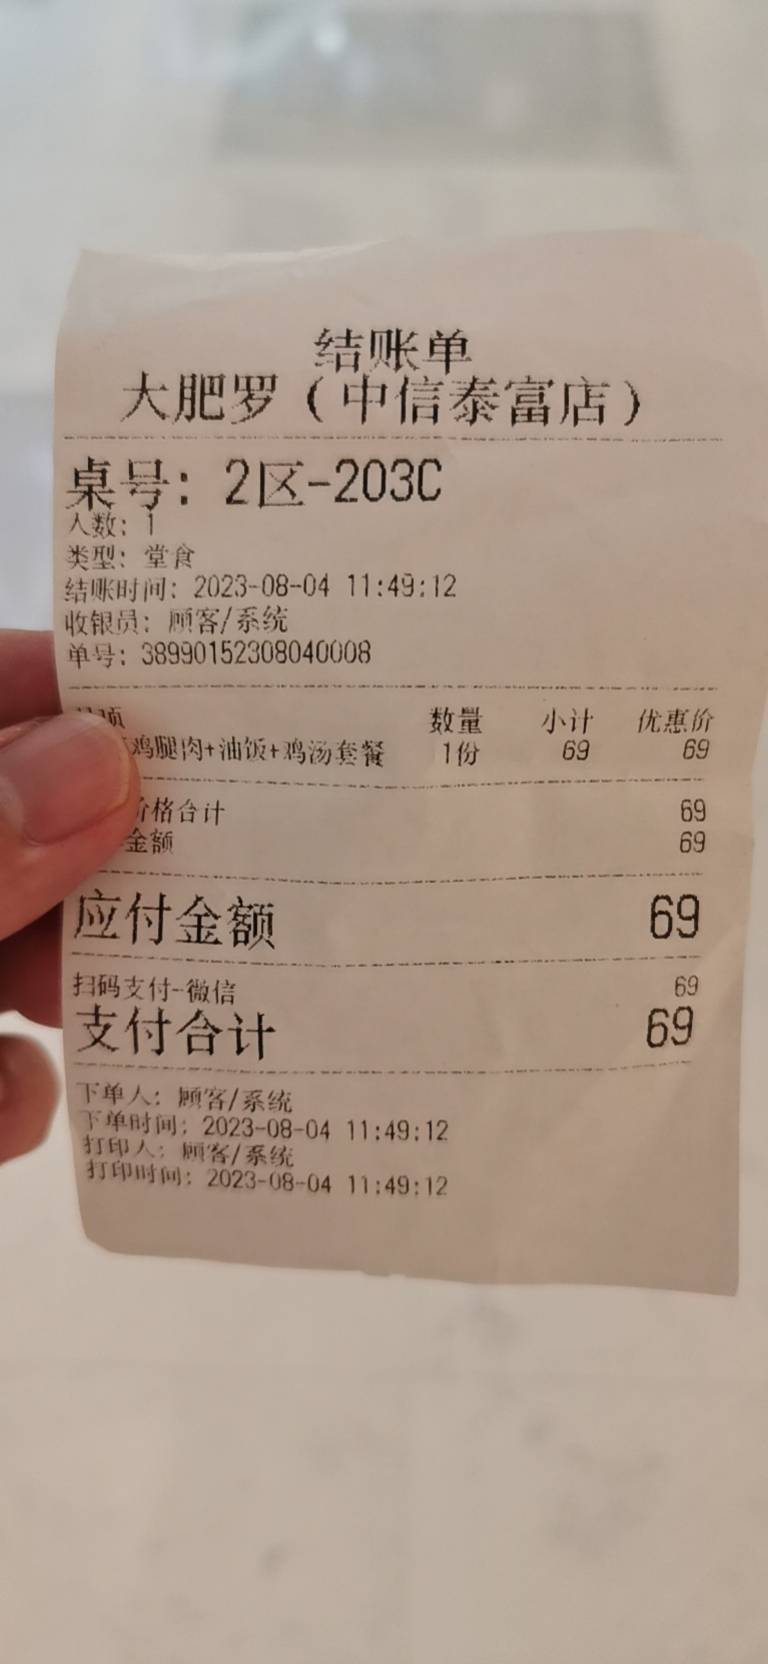 结账单
大肥罗（中信泰富店）
桌号: 2区-203C
人数: 1
类型: 堂食
结账时间: 2023-08-04 11:49:12
收银员: 顾客/系统
单号: 38990152308040008
项 数量 小计 优惠价
鸡腿肉+油饭+鸡汤套餐 1份 69 69
价格合计 69
金额 69
应付金额 69
扫码支付-微信 69
支付合计 69
下单人: 顾客/系统
下单时间: 2023-08-04 11:49:12
打印人: 顾客/系统
打印时间: 2023-08-04 11:49:12